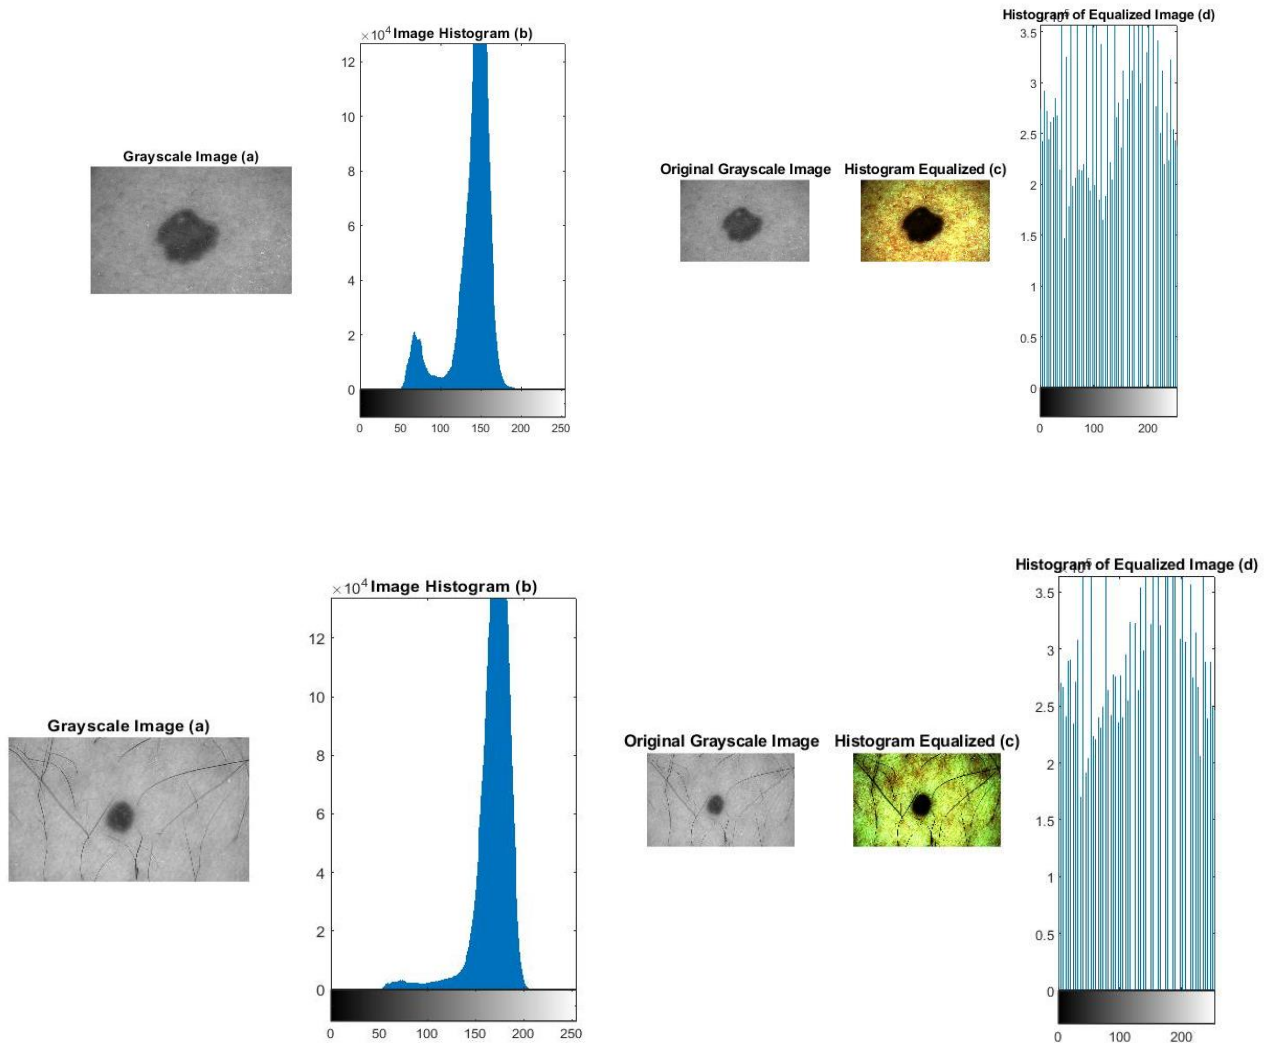 ×10⁴ Image Histogram (b)
12
10
8
6
4
2
0
0 50 100 150 200 250
Grayscale Image (a)
Original Grayscale Image
Histogram Equalized (c)
Histogram of Equalized Image (d)
3.5
3
2.5
2
1.5
1
0.5
0
0 100 200
×10⁴ Image Histogram (b)
12
10
8
6
4
2
0
0 50 100 150 200 250
Grayscale Image (a)
Original Grayscale Image
Histogram Equalized (c)
Histogram of Equalized Image (d)
3.5
3
2.5
2
1.5
1
0.5
0
0 100 200